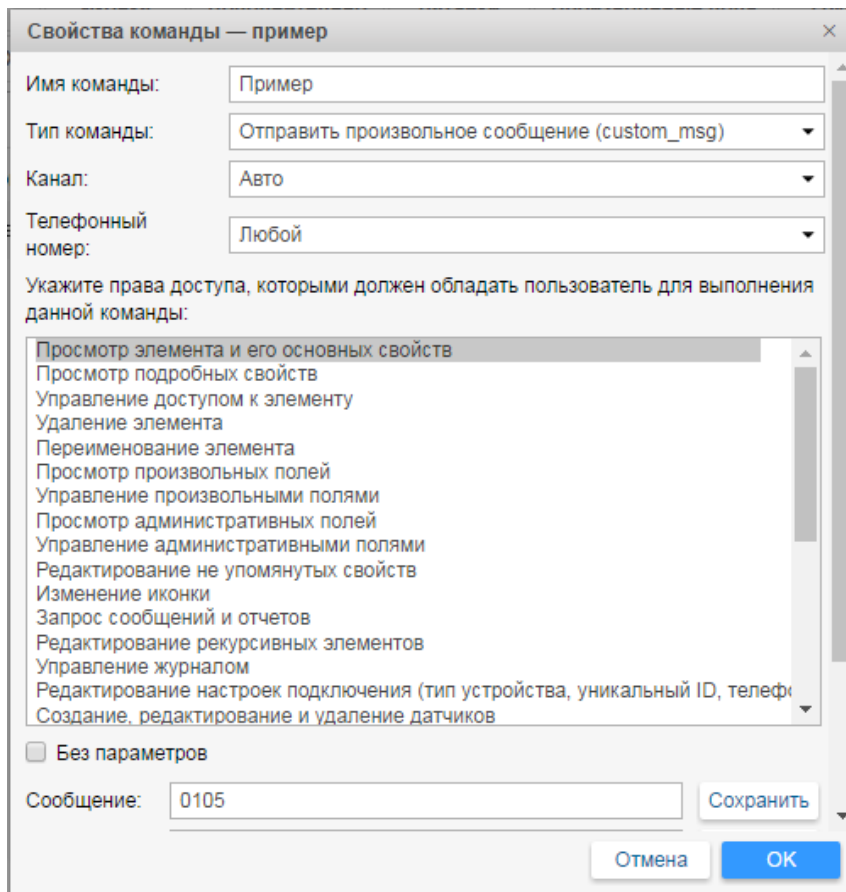 Свойства команды — пример ×
Имя команды: Пример
Тип команды: Отправить произвольное сообщение (custom_msg)
Канал: Авто
Телефонный номер: Любой
Укажите права доступа, которыми должен обладать пользователь для выполнения
данной команды:
Просмотр элемента и его основных свойств
Просмотр подробных свойств
Управление доступом к элементу
Удаление элемента
Переименование элемента
Просмотр произвольных полей
Управление произвольными полями
Просмотр административных полей
Управление административными полями
Редактирование не упомянутых свойств
Изменение иконки
Запрос сообщений и отчетов
Редактирование рекурсивных элементов
Управление журналом
Редактирование настроек подключения (тип устройства, уникальный ID, телефо
Создание, редактирование и удаление датчиков
Без параметров
Сообщение: 0105 Сохранить
Отмена OK